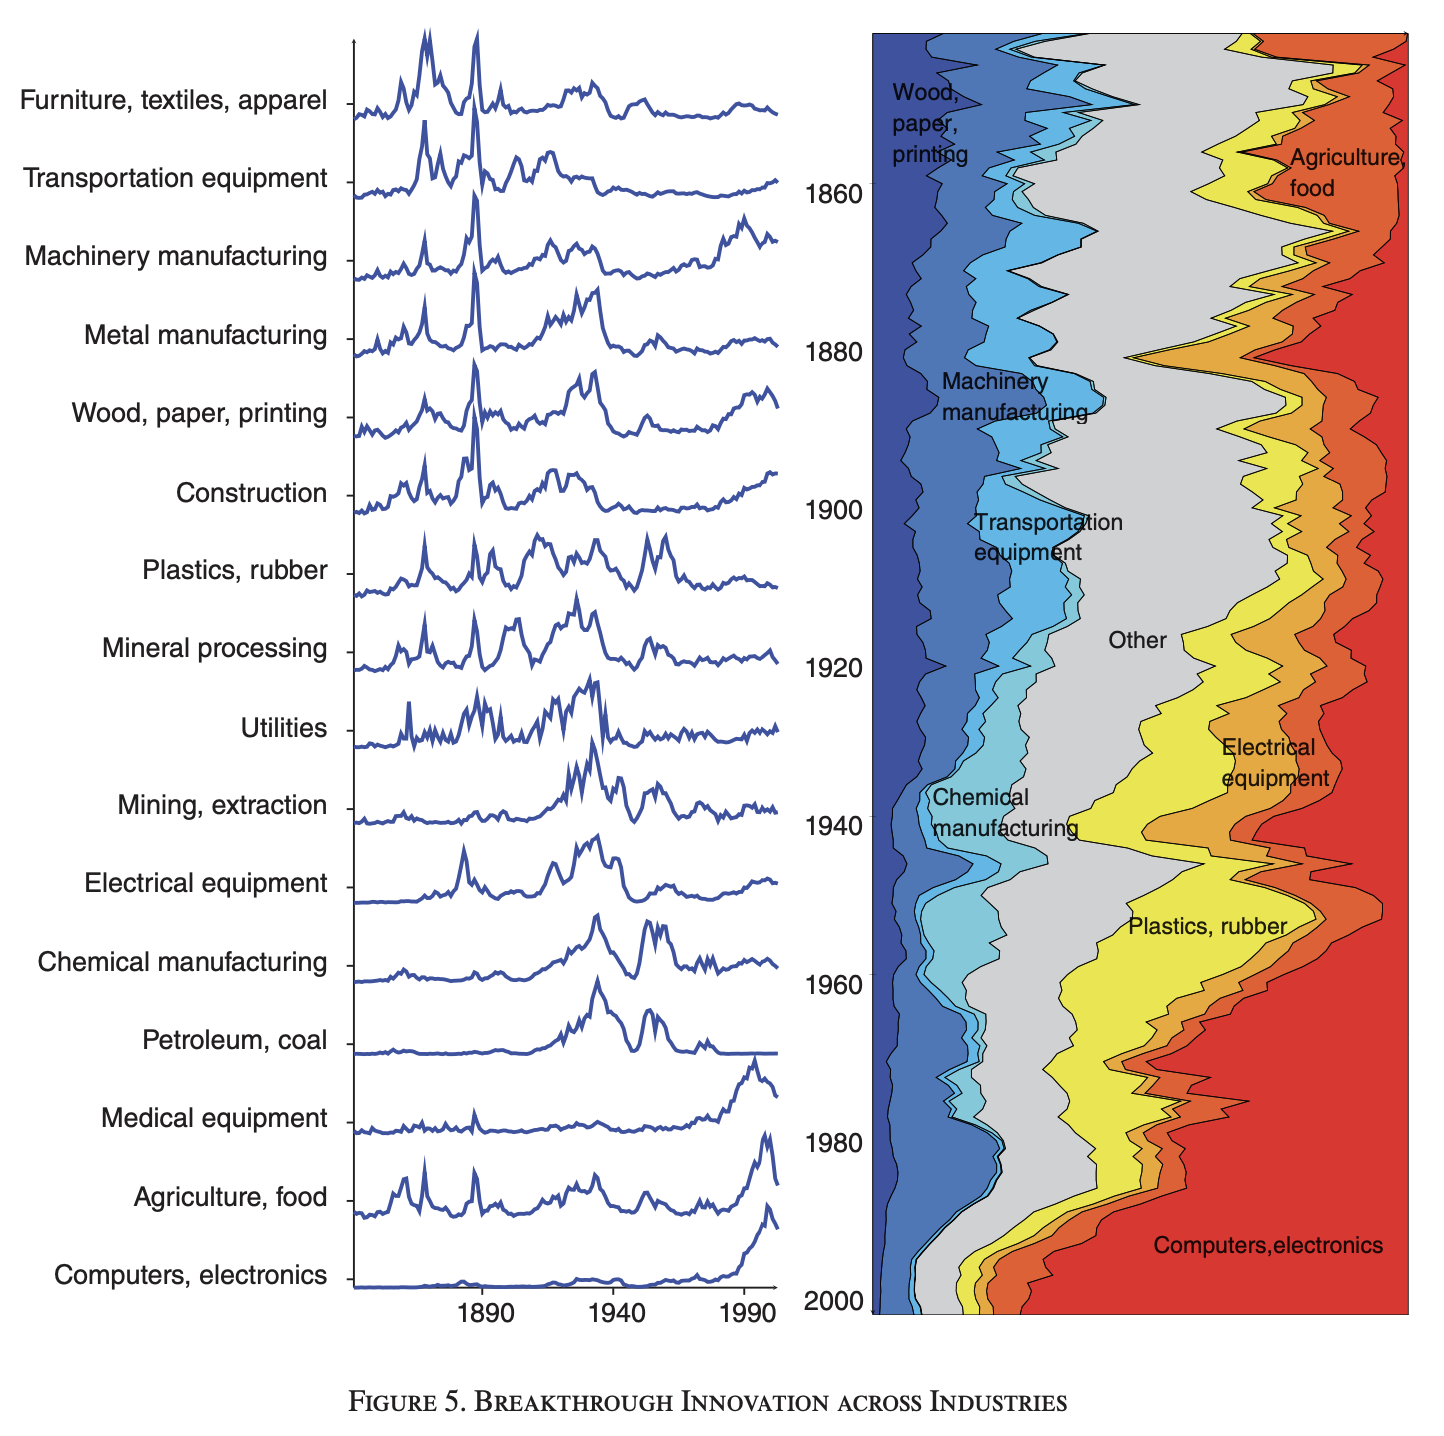 Furniture, textiles, apparel
Transportation equipment
Machinery manufacturing
Metal manufacturing
Wood, paper, printing
Construction
Plastics, rubber
Mineral processing
Utilities
Mining, extraction
Electrical equipment
Chemical manufacturing
Petroleum, coal
Medical equipment
Agriculture, food
Computers, electronics
1890
1940
1990
1860
1880
1900
1920
1940
1960
1980
2000
Wood,
paper,
printing
Agriculture,
food
Machinery
manufacturing
Transportation
equipment
Other
Electrical
equipment
Chemical
manufacturing
Plastics, rubber
Computers,electronics
Figure 5. Breakthrough Innovation across Industries